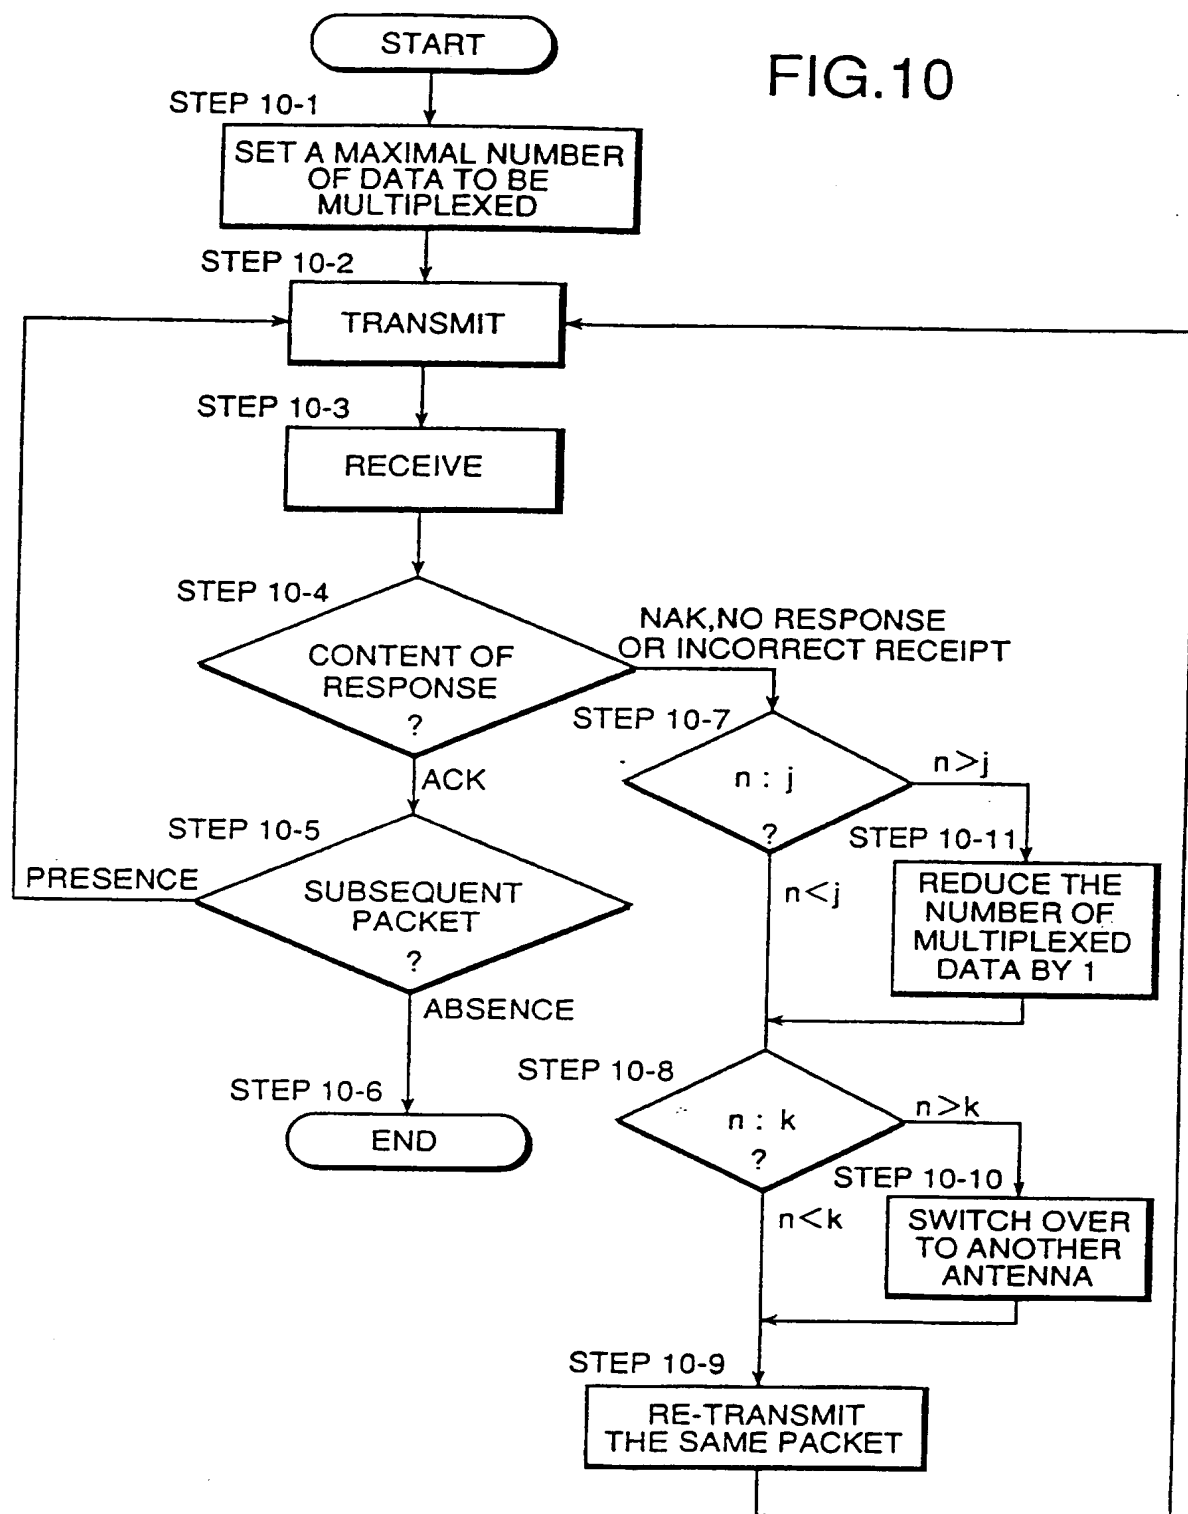 START
FIG.10
STEP 10-1
SET A MAXIMAL NUMBER
OF DATA TO BE
MULTIPLEXED
STEP 10-2
TRANSMIT
STEP 10-3
RECEIVE
STEP 10-4
CONTENT OF
RESPONSE
?
NAK,NO RESPONSE
OR INCORRECT RECEIPT
ACK
STEP 10-5
SUBSEQUENT
PACKET
?
PRESENCE
ABSENCE
STEP 10-6
END
STEP 10-7
n : j
?
n>j
n<j
STEP 10-11
REDUCE THE
NUMBER OF
MULTIPLEXED
DATA BY 1
STEP 10-8
n : k
?
n>k
n<k
STEP 10-10
SWITCH OVER
TO ANOTHER
ANTENNA
STEP 10-9
RE-TRANSMIT
THE SAME PACKET